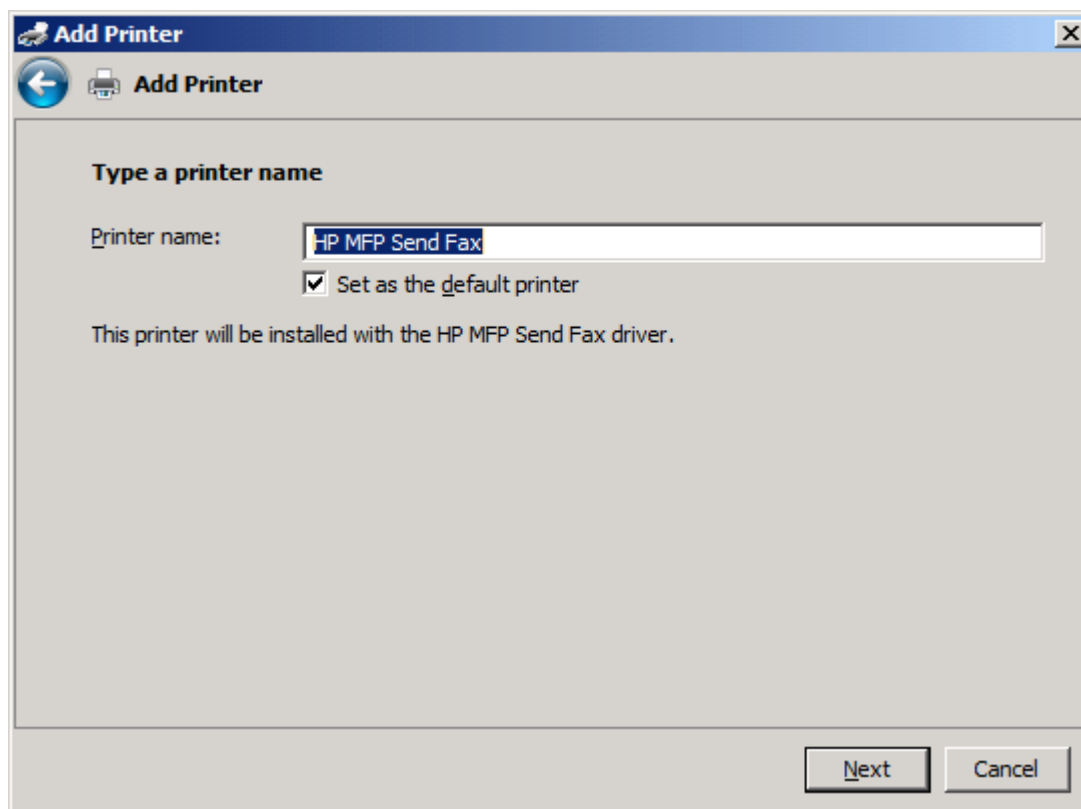 Add Printer
Add Printer
Type a printer name
Printer name: HP MFP Send Fax
Set as the default printer
This printer will be installed with the HP MFP Send Fax driver.
Next Cancel